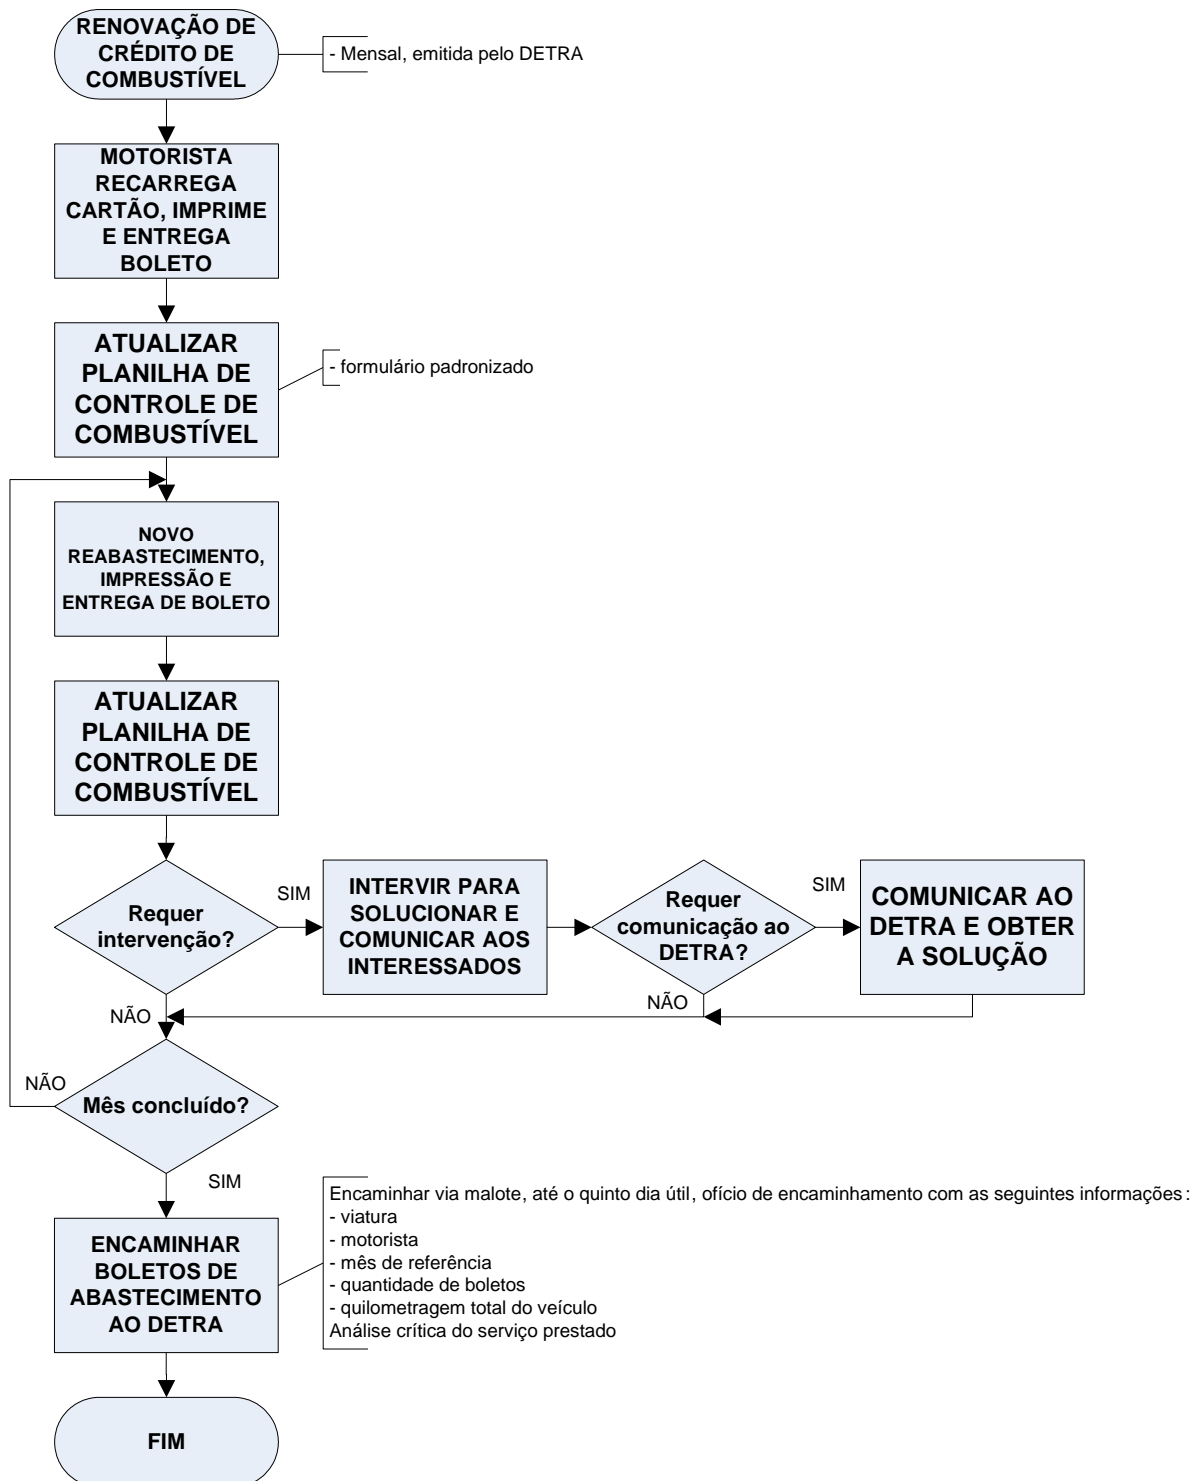 RENOVAÇÃO DE
CRÉDITO DE
COMBUSTÍVEL
- Mensal, emitida pelo DETRA
MOTORISTA
RECARREGA
CARTÃO, IMPRIME
E ENTREGA
BOLETO
ATUALIZAR
PLANILHA DE
CONTROLE DE
COMBUSTÍVEL
- formulário padronizado
NOVO
REABASTECIMENTO,
IMPRESSÃO E
ENTREGA DE BOLETO
ATUALIZAR
PLANILHA DE
CONTROLE DE
COMBUSTÍVEL
Requer
intervenção?
SIM
INTERVIR PARA
SOLUCIONAR E
COMUNICAR AOS
INTERESSADOS
Requer
comunicação ao
DETRA?
SIM
COMUNICAR AO
DETRA E OBTER
A SOLUÇÃO
NÃO
NÃO
Mês concluído?
NÃO
SIM
ENCAMINHAR
BOLETOS DE
ABASTECIMENTO
AO DETRA
Encaminhar via malote, até o quinto dia útil, ofício de encaminhamento com as seguintes informações:
- viatura
- motorista
- mês de referência
- quantidade de boletos
- quilometragem total do veículo
Análise crítica do serviço prestado
FIM